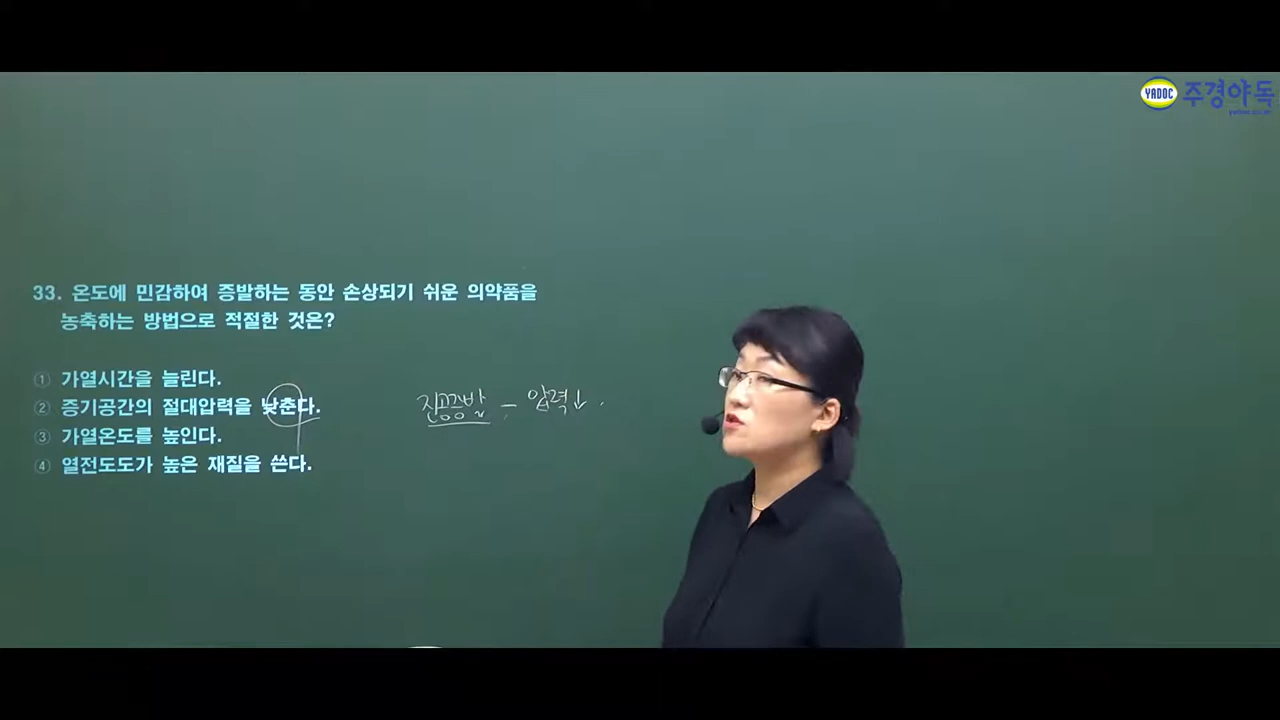 YADOC 주경야독
33. 온도에 민감하여 증발하는 동안 손상되기 쉬운 의약품을
농축하는 방법으로 적절한 것은?
① 가열시간을 늘린다.
② 증기공간의 절대압력을 낮춘다.
진공증발 – 압력↓.
③ 가열온도를 높인다.
④ 열전도도가 높은 재질을 쓴다.